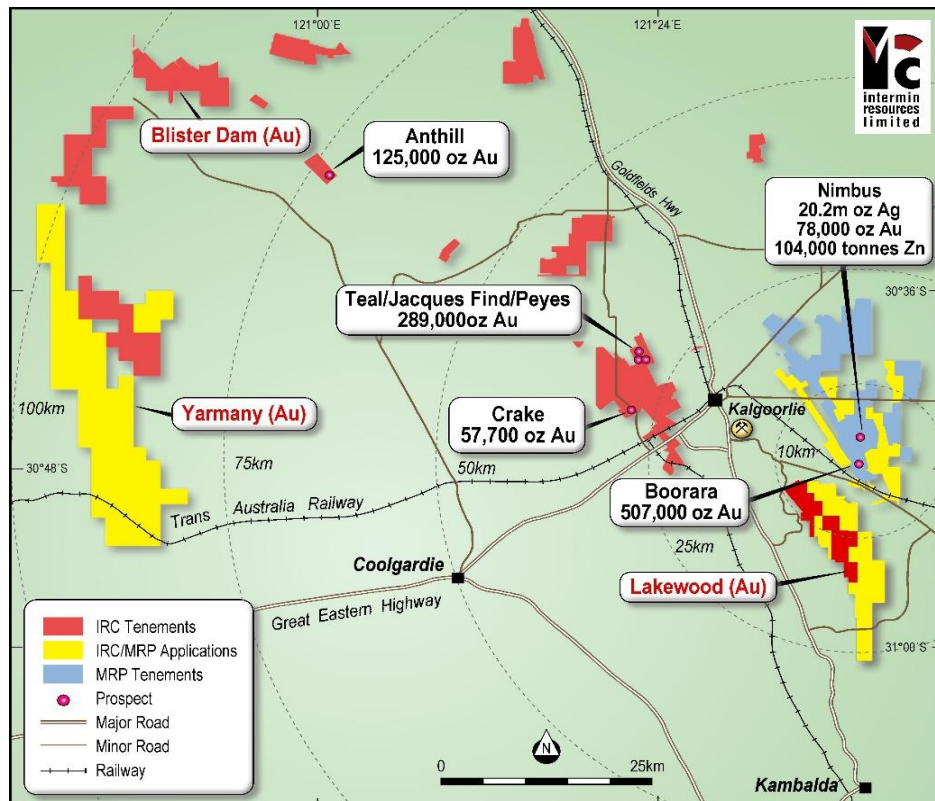 121°00´E
121°24´E
intermin
resources
limited
Blister Dam (Au)
Anthill
125,000 oz Au
Goldfields Hwy
Nimbus
20.2m oz Ag
78,000 oz Au
104,000 tonnes Zn
30°36´S
Teal/Jacques Find/Peyes
289,000oz Au
100km
Yarmany (Au)
Crake
57,700 oz Au
Kalgoorlie
30°48´S
75km
50km
10km
Trans Australia Railway
Boorara
507,000 oz Au
25km
Coolgardie
Lakewood (Au)
Great Eastern Highway
31°00´S
IRC Tenements
IRC/MRP Applications
MRP Tenements
Prospect
Major Road
Minor Road
Railway
N
0
25km
Kambalda